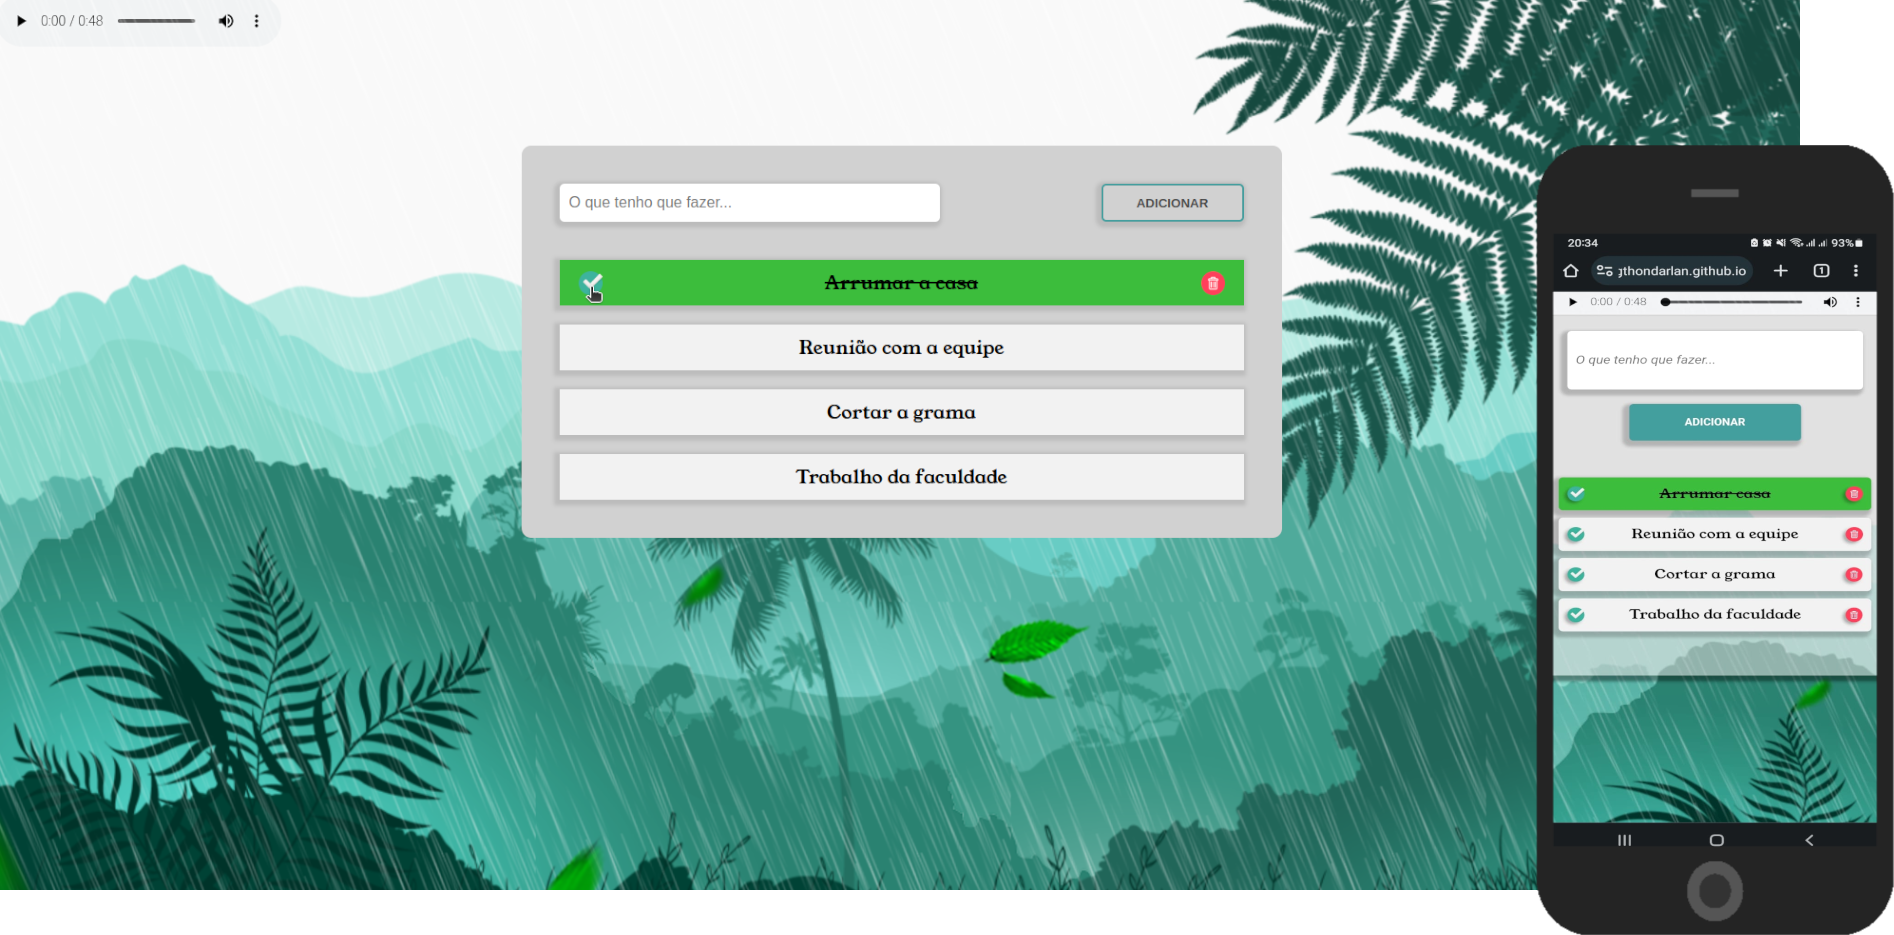 0:00 / 0:48
O que tenho que fazer...
ADICIONAR
Arrumar a casa
Reunião com a equipe
Cortar a grama
Trabalho da faculdade
20:34
93%
gthondarlan.github.io
1
0:00 / 0:48
O que tenho que fazer...
ADICIONAR
Arrumar casa
Reunião com a equipe
Cortar a grama
Trabalho da faculdade